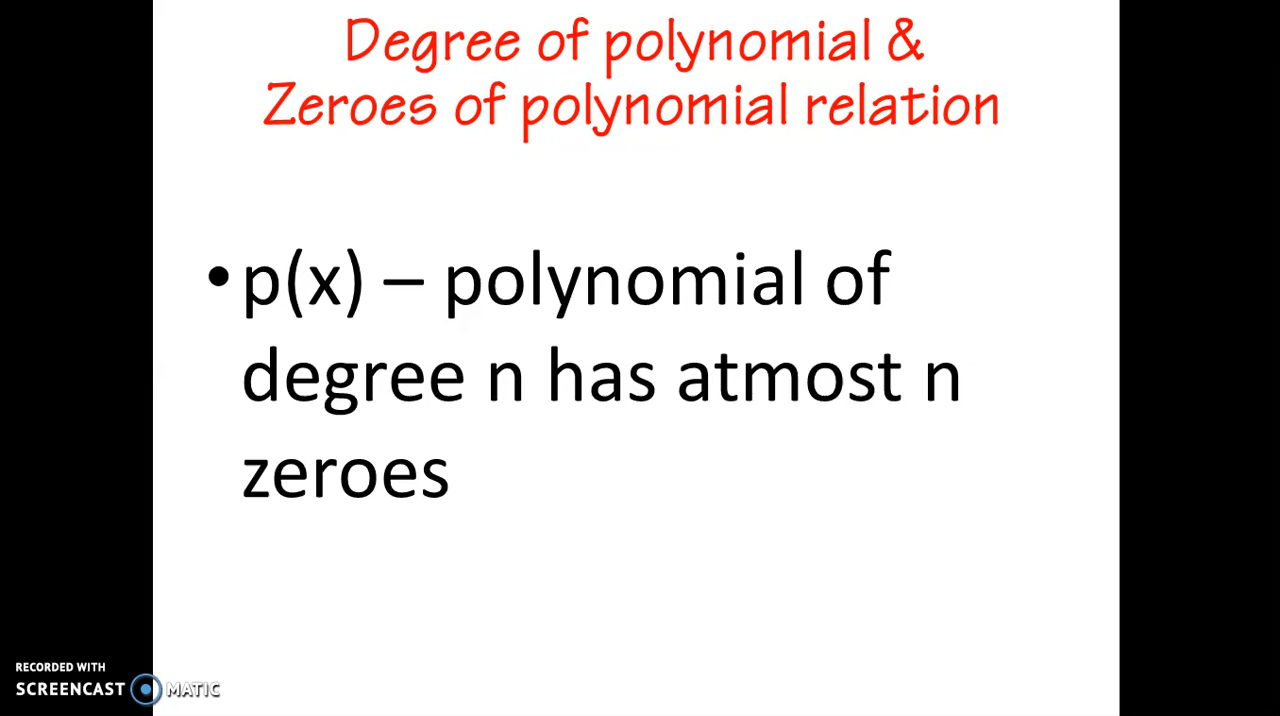 Degree of polynomial &
Zeroes of polynomial relation
• p(x) – polynomial of
degree n has atmost n
zeroes
RECORDED WITH
SCREENCAST MATIC